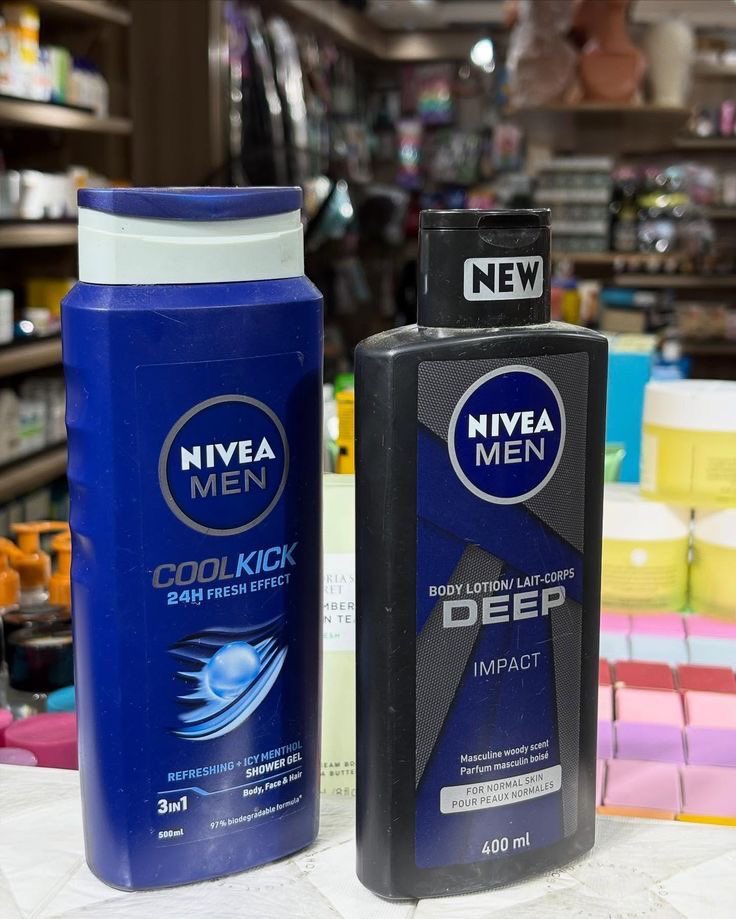 NIVEA
MEN
COOLKICK
24H FRESH EFFECT
REFRESHING + ICY MENTHOL
SHOWER GEL
Body, Face & Hair
3IN1
500ml
97% biodegradable formula*
NEW
NIVEA
MEN
BODY LOTION/ LAIT-CORPS
DEEP
IMPACT
Masculine woody scent
Parfum masculin boisé
FOR NORMAL SKIN
POUR PEAUX NORMALES
400 ml